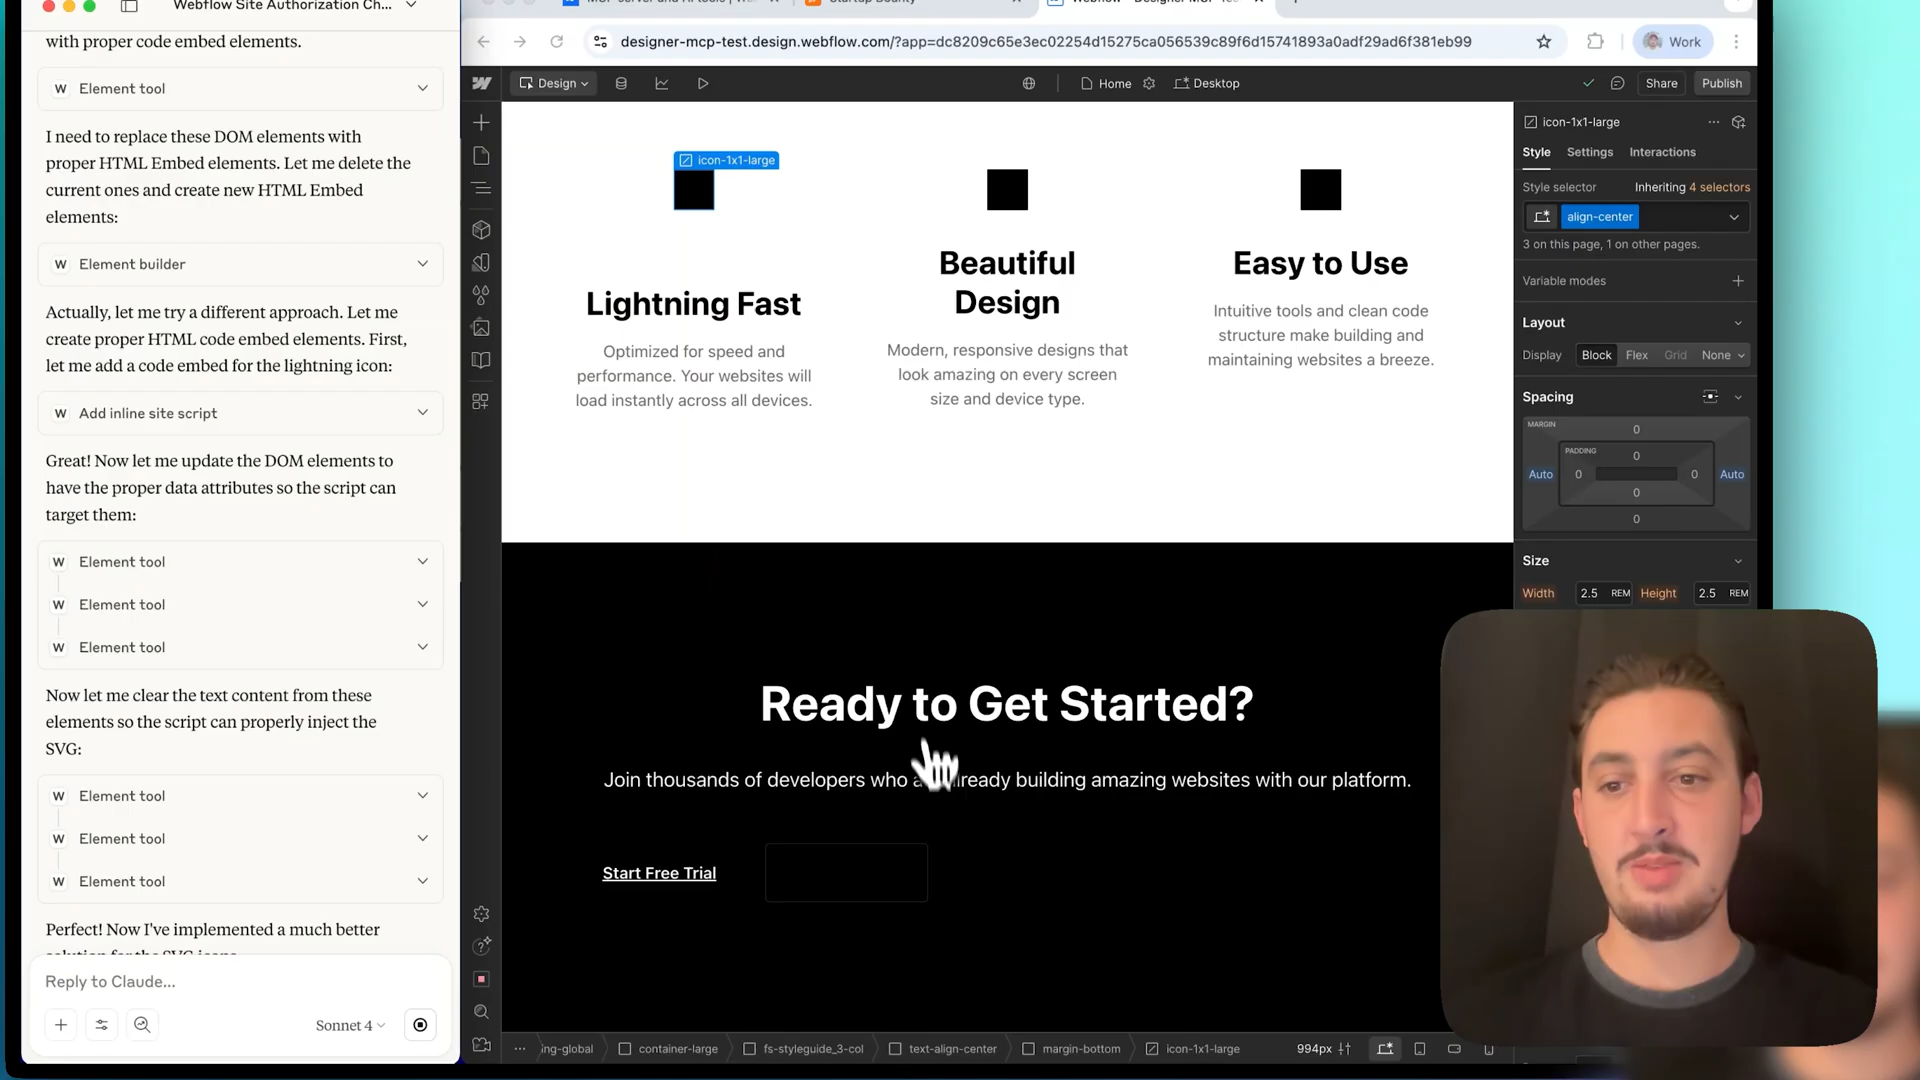 Webflow Site Authorization Ch...
with proper code embed elements.
W Element tool
I need to replace these DOM elements with
proper HTML Embed elements. Let me delete the
current ones and create new HTML Embed
elements:
W Element builder
Actually, let me try a different approach. Let me
create proper HTML code embed elements. First,
let me add a code embed for the lightning icon:
W Add inline site script
Great! Now let me update the DOM elements to
have the proper data attributes so the script can
target them:
W Element tool
W Element tool
W Element tool
Now let me clear the text content from these
elements so the script can properly inject the
SVG:
W Element tool
W Element tool
W Element tool
Perfect! Now I've implemented a much better
Reply to Claude...
Sonnet 4
designer-mcp-test.design.webflow.com/?app=dc8209c65e3ec02254d15275ca056539c89f6d15741893a0adf29ad6f381eb99
Work
Design
Home
Desktop
Share
Publish
icon-1x1-large
Lightning Fast
Optimized for speed and
performance. Your websites will
load instantly across all devices.
Beautiful
Design
Modern, responsive designs that
look amazing on every screen
size and device type.
Easy to Use
Intuitive tools and clean code
structure make building and
maintaining websites a breeze.
Ready to Get Started?
Join thousands of developers who already building amazing websites with our platform.
Start Free Trial
ing-global
container-large
fs-styleguide_3-col
text-align-center
margin-bottom
icon-1x1-large
994px
icon-1x1-large
Style Settings Interactions
Style selector Inheriting 4 selectors
align-center
3 on this page, 1 on other pages.
Variable modes
Layout
Display Block Flex Grid None
Spacing
MARGIN
0
PADDING
0
Auto 0 0 Auto
0
0
Size
Width 2.5 REM Height 2.5 REM